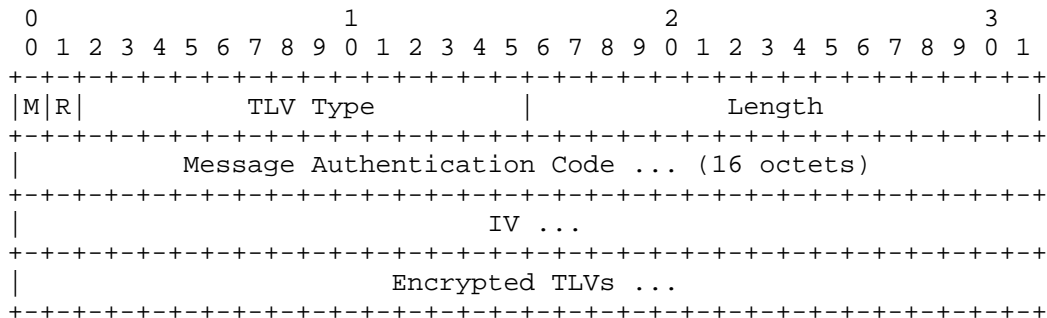 0                   1                   2                   3
 0 1 2 3 4 5 6 7 8 9 0 1 2 3 4 5 6 7 8 9 0 1 2 3 4 5 6 7 8 9 0 1
+-+-+-+-+-+-+-+-+-+-+-+-+-+-+-+-+-+-+-+-+-+-+-+-+-+-+-+-+-+-+-+-+
|M|R|          TLV Type         |            Length             |
+-+-+-+-+-+-+-+-+-+-+-+-+-+-+-+-+-+-+-+-+-+-+-+-+-+-+-+-+-+-+-+-+
|          Message Authentication Code ... (16 octets)
+-+-+-+-+-+-+-+-+-+-+-+-+-+-+-+-+-+-+-+-+-+-+-+-+-+-+-+-+-+-+-+-+
|                             IV ...
+-+-+-+-+-+-+-+-+-+-+-+-+-+-+-+-+-+-+-+-+-+-+-+-+-+-+-+-+-+-+-+-+
|                       Encrypted TLVs ...
+-+-+-+-+-+-+-+-+-+-+-+-+-+-+-+-+-+-+-+-+-+-+-+-+-+-+-+-+-+-+-+-+